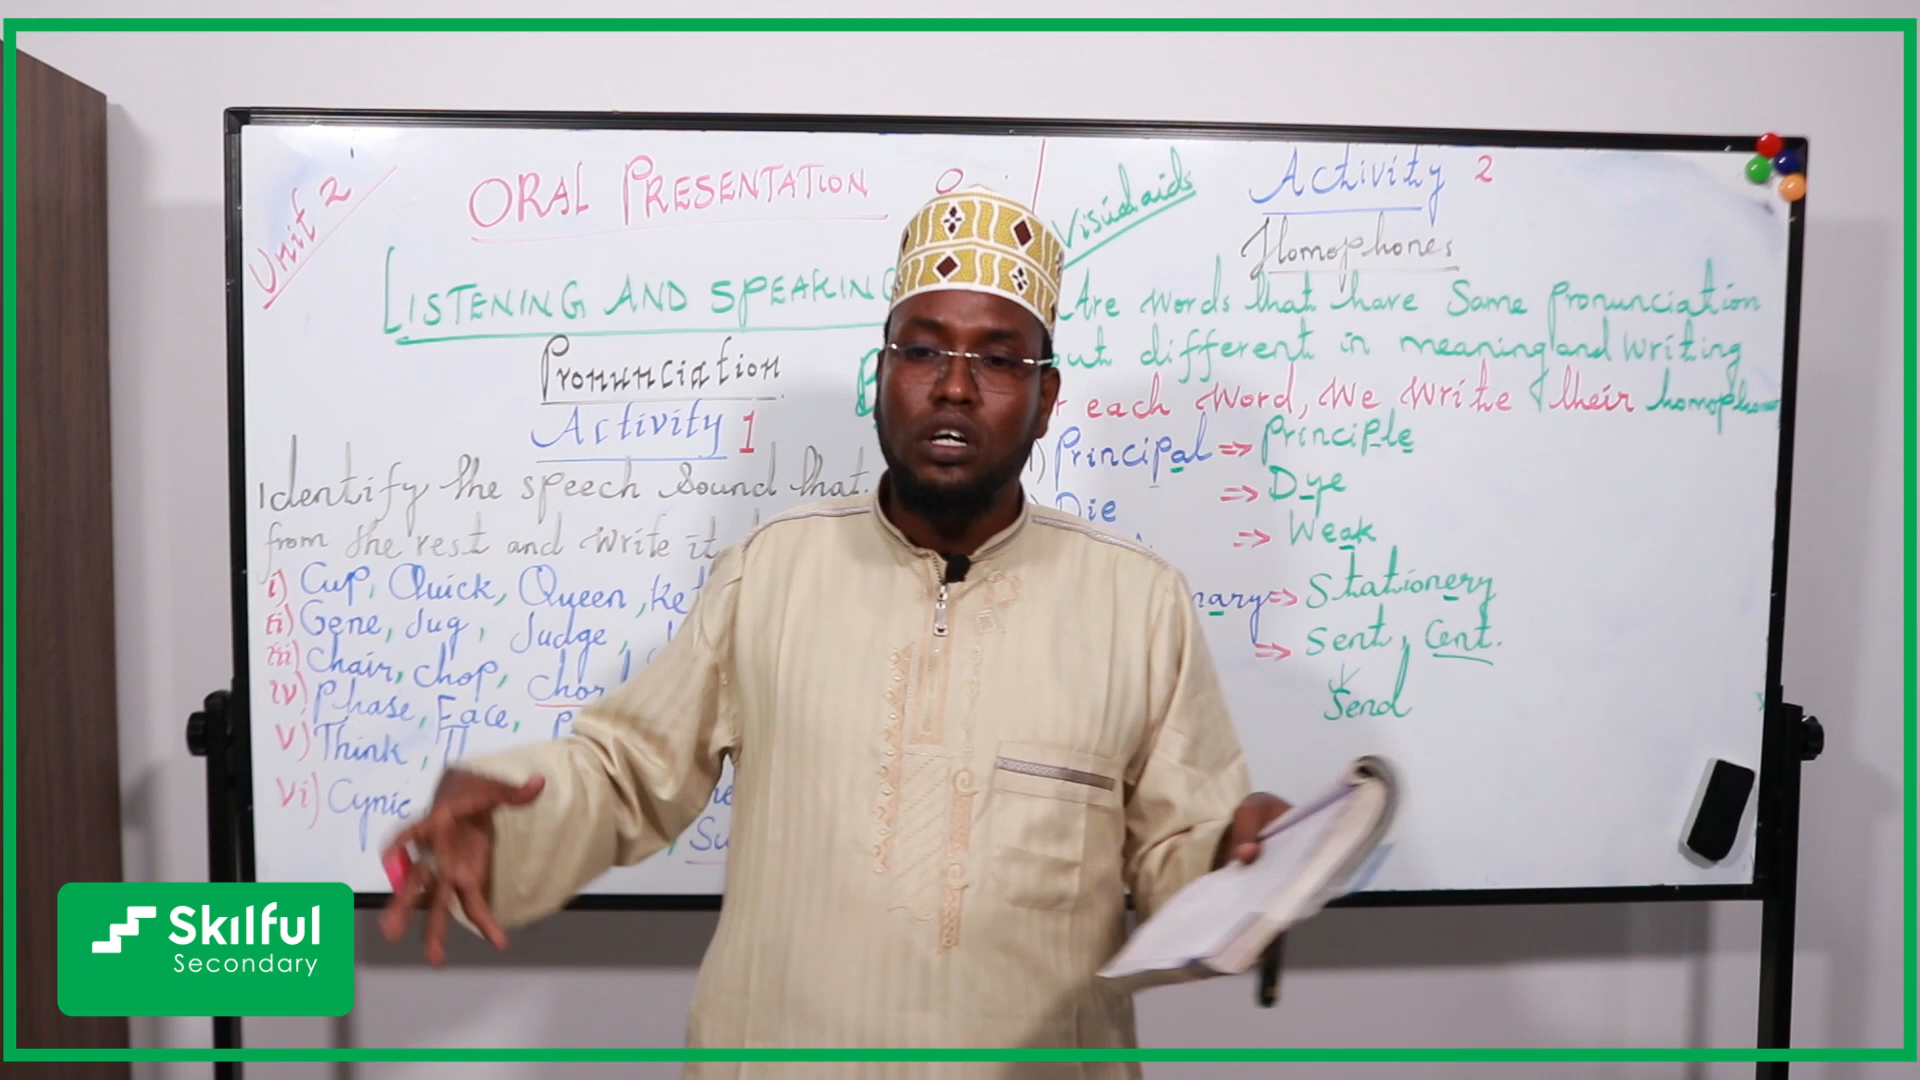 Unit 2
ORAL PRESENTATION
LISTENING AND SPEAKING
Pronunciation
Activity 1
Identify the speech sound that
from the rest and write it
i) Cup, Quick, Queen,
ii) Gene, Jug, Judge,
iii) Chair, chop,
iv) Phase, Face,
v) Think,
vi) Cynic
Visual aids
Activity 2
Homophones
Are words that have Same pronunciation
but different in meaning and writing
each word, We Write their homophones
Principal => Principle
Die => Dye
=> Weak
=> Stationery
=> Sent, Cent.
Send
Skilful
Secondary